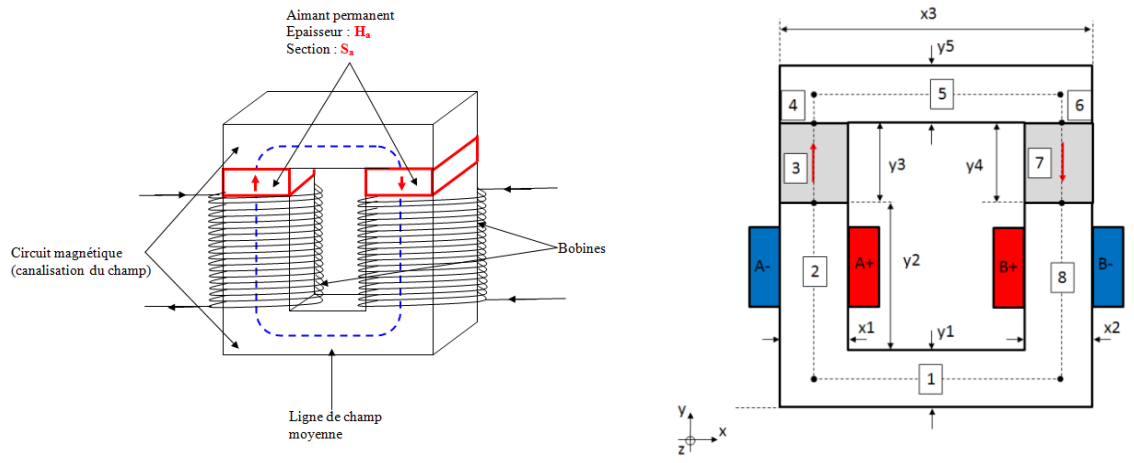 Aimant permanent
Epaisseur : Ha
Section : Sa
Circuit magnétique
(canalisation du champ)
Bobines
Ligne de champ
moyenne
x3
y5
4
5
6
3
y3
y4
7
A-
2
A+
y2
B+
8
B-
x1
y1
x2
1
y
z
x